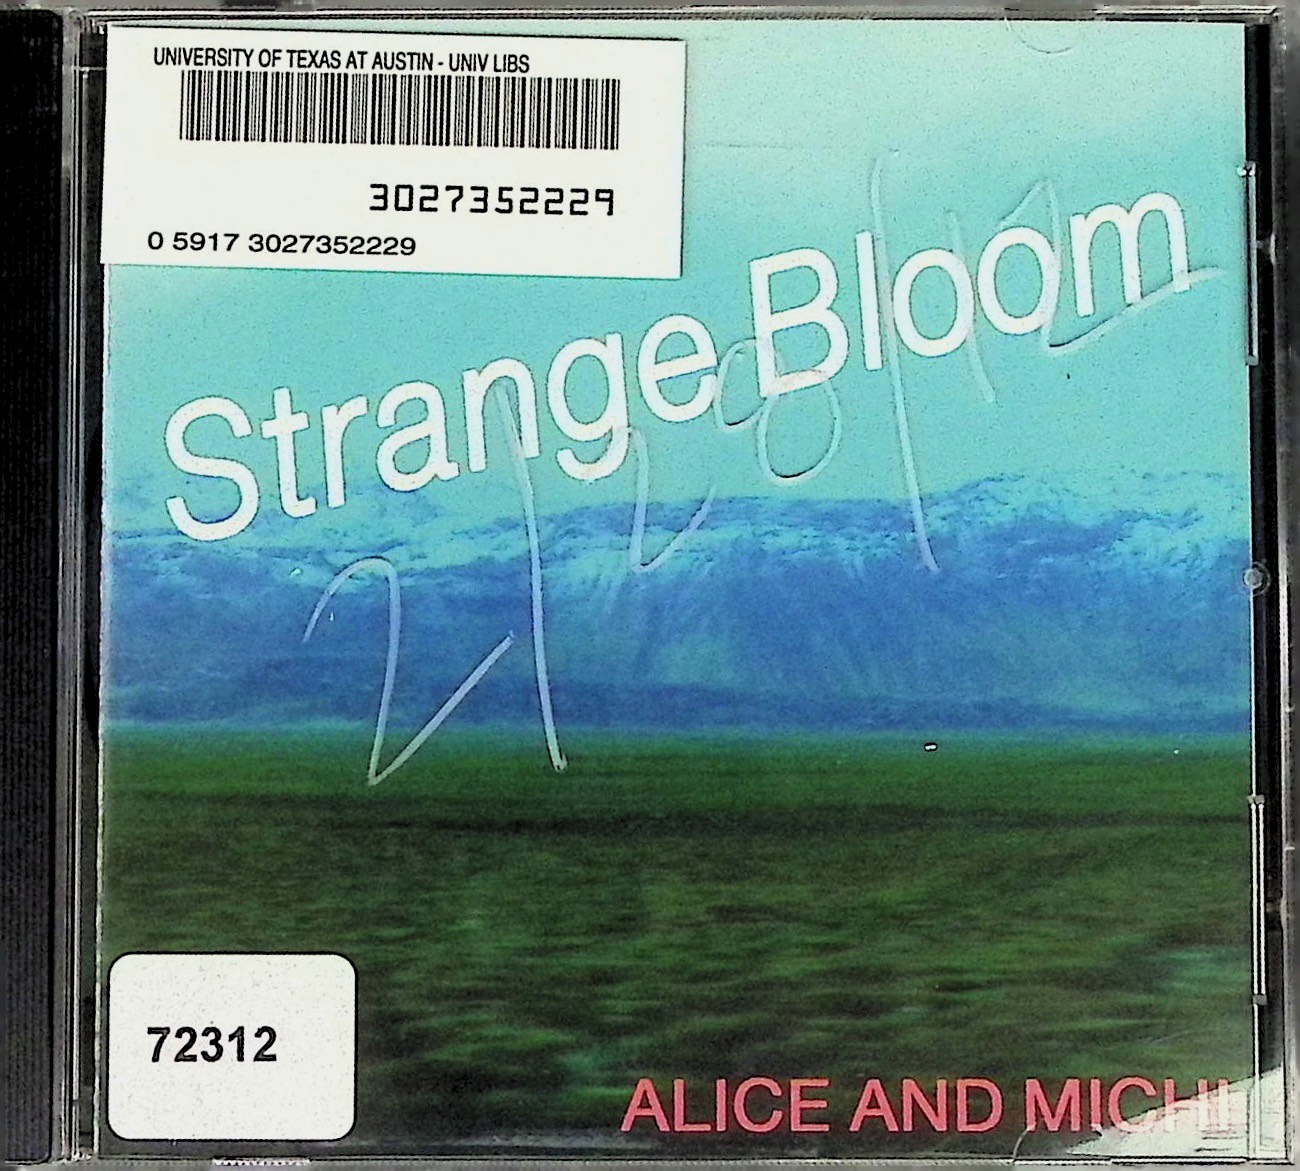 UNIVERSITY OF TEXAS AT AUSTIN - UNIV LIBS
3027352229
0 5917 3027352229
Strange Bloom
2/28/12
72312
ALICE AND MICHI